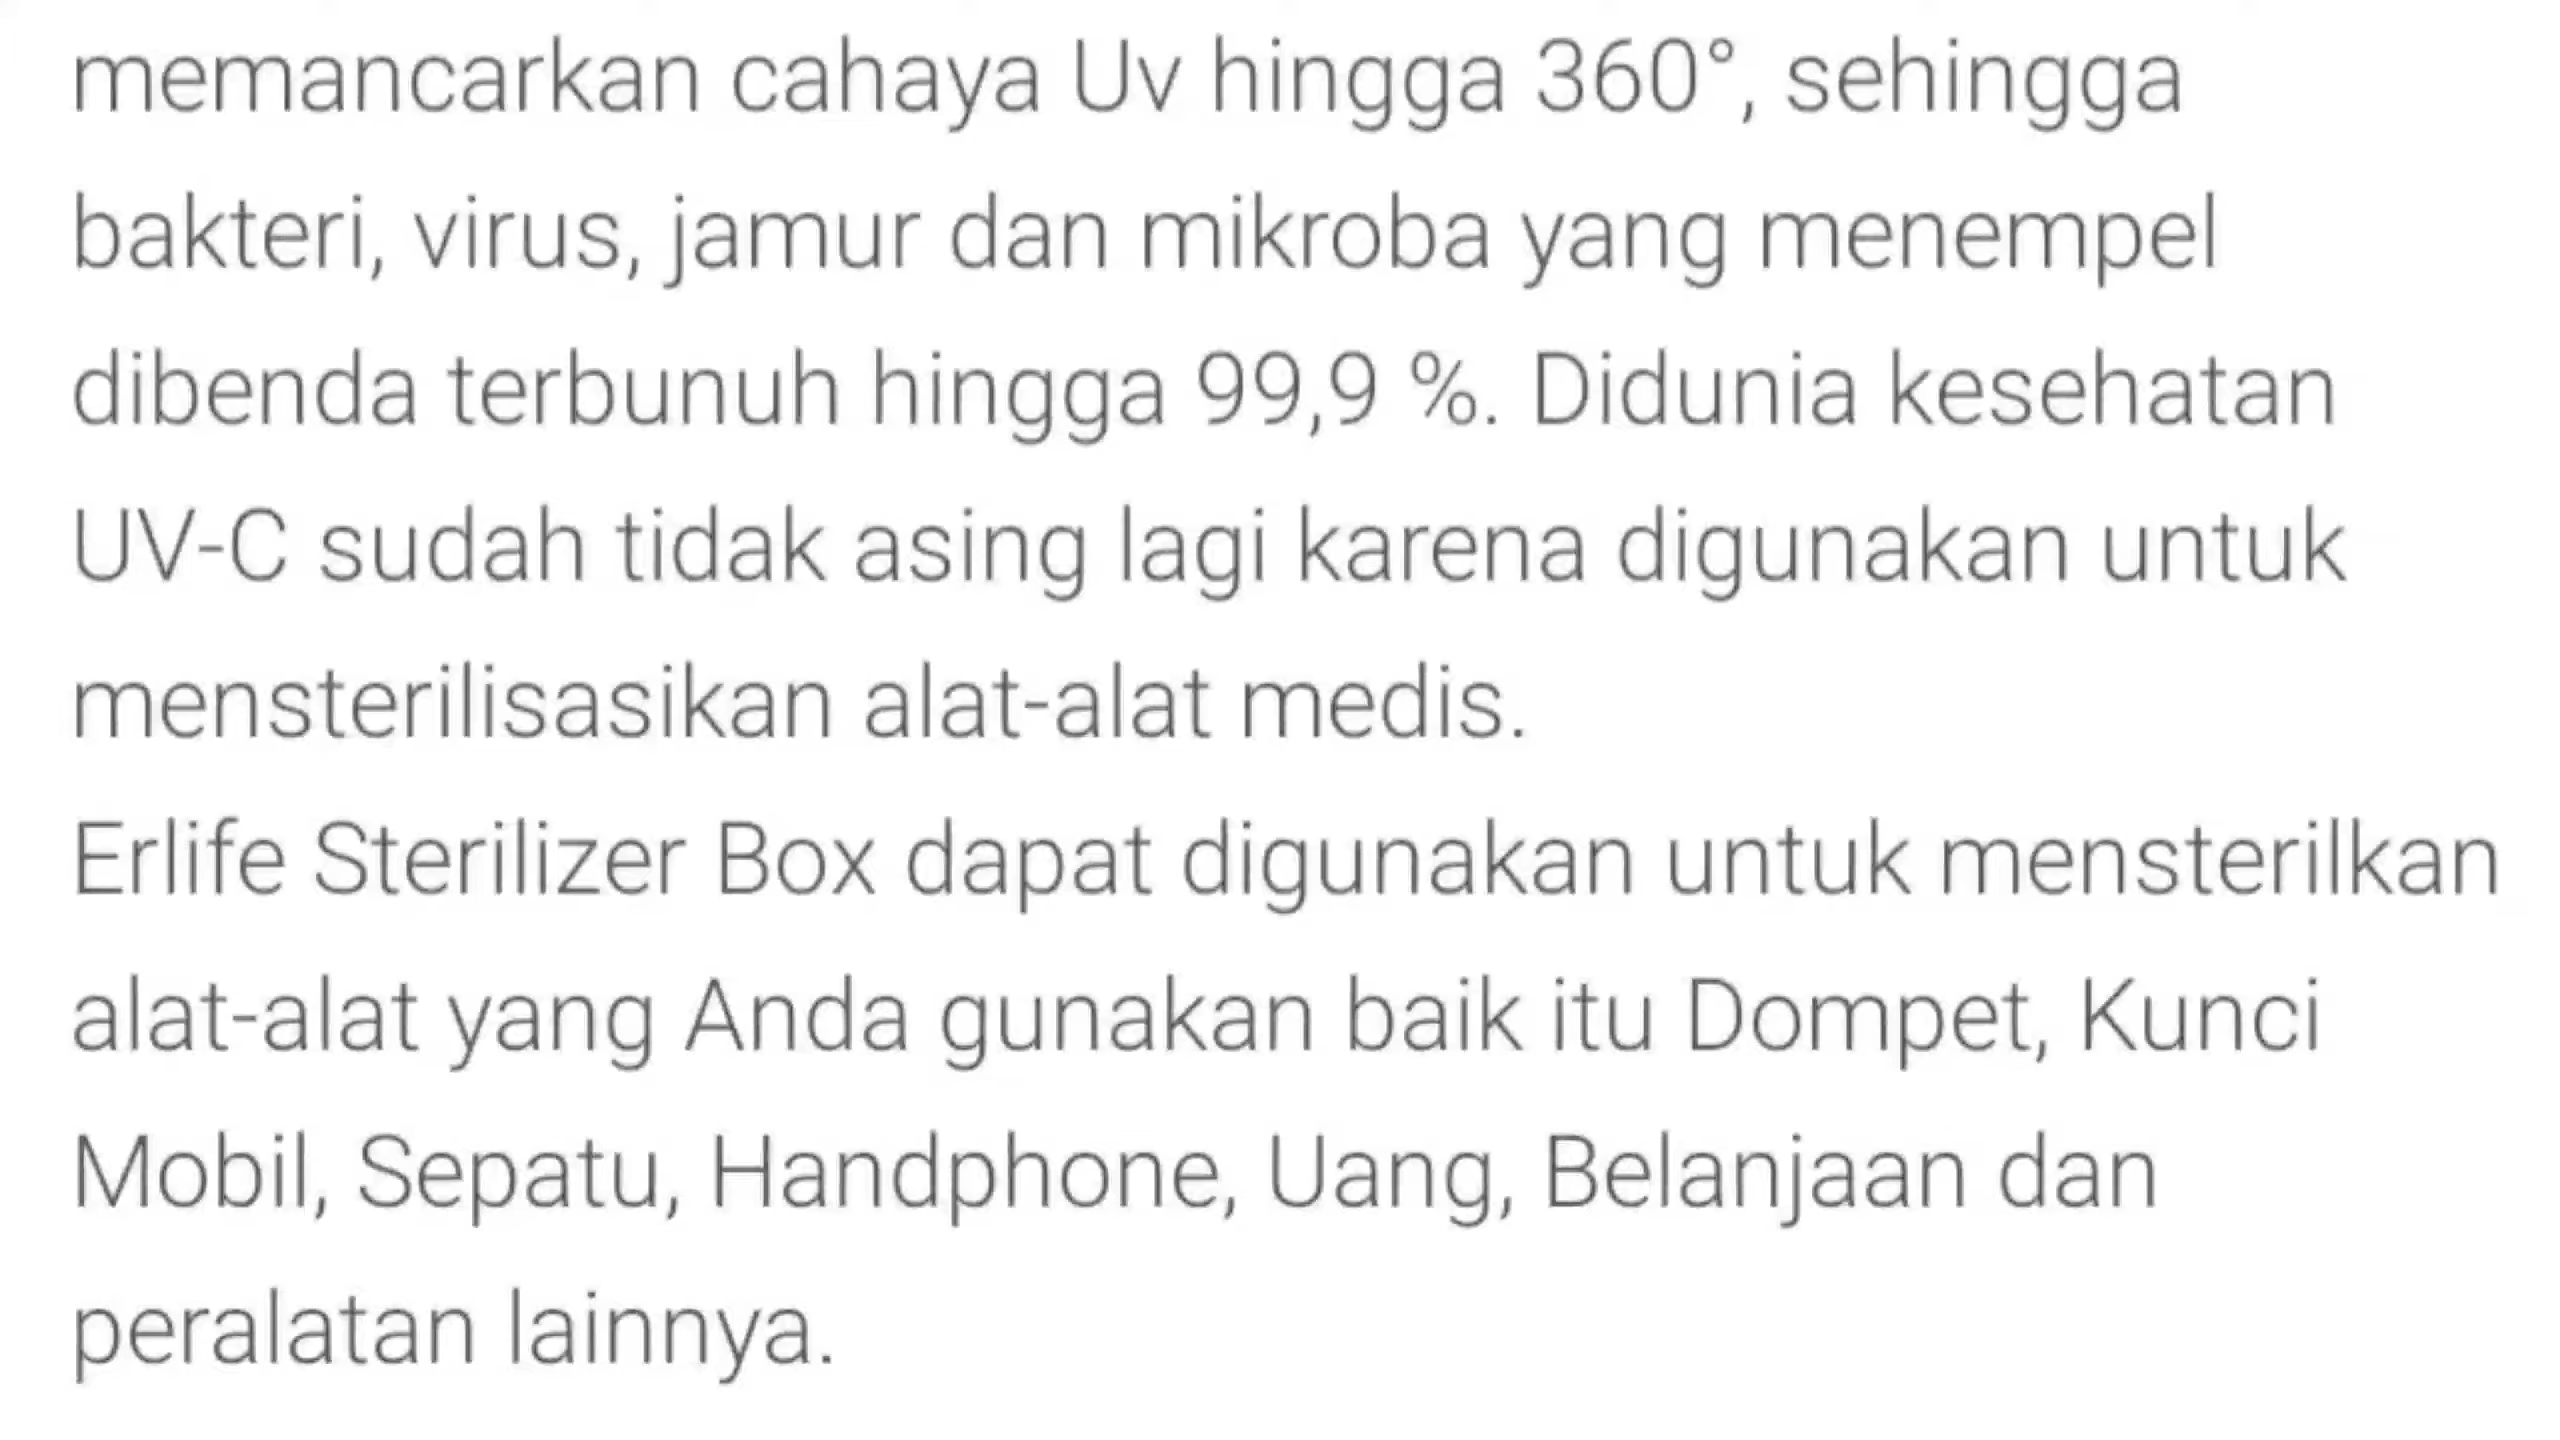 memancarkan cahaya Uv hingga 360°, sehingga
bakteri, virus, jamur dan mikroba yang menempel
dibenda terbunuh hingga 99,9 %. Didunia kesehatan
UV-C sudah tidak asing lagi karena digunakan untuk
mensterilisasikan alat-alat medis.
Erlife Sterilizer Box dapat digunakan untuk mensterilkan
alat-alat yang Anda gunakan baik itu Dompet, Kunci
Mobil, Sepatu, Handphone, Uang, Belanjaan dan
peralatan lainnya.